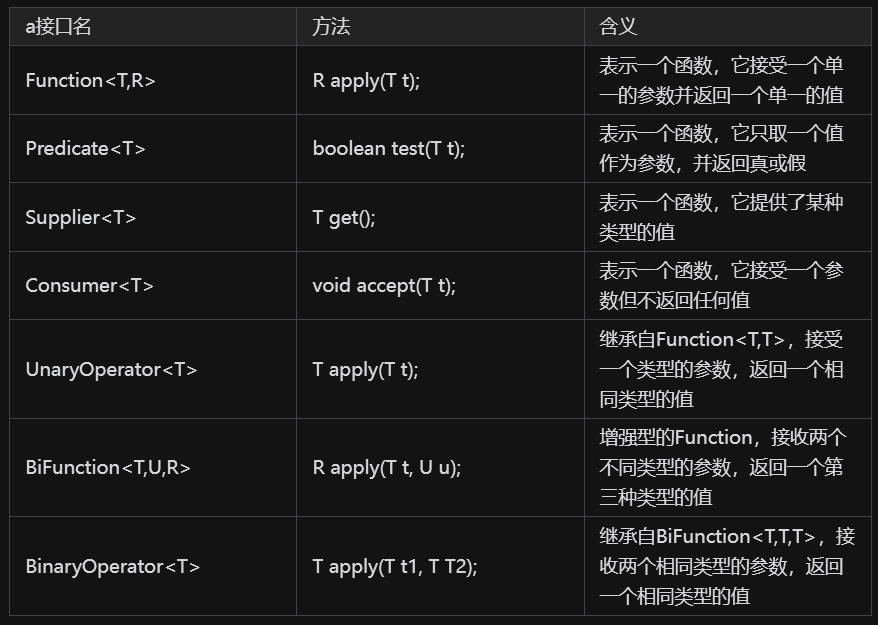 a接口名
方法
含义
Function<T,R>
R apply(T t);
表示一个函数，它接受一个单
一的参数并返回一个单一的值
Predicate<T>
boolean test(T t);
表示一个函数，它只取一个值
作为参数，并返回真或假
Supplier<T>
T get();
表示一个函数，它提供了某种
类型的值
Consumer<T>
void accept(T t);
表示一个函数，它接受一个参
数但不返回任何值
UnaryOperator<T>
T apply(T t);
继承自Function<T,T>，接受
一个类型的参数，返回一个相
同类型的值
BiFunction<T,U,R>
R apply(T t, U u);
增强型的Function，接收两个
不同类型的参数，返回一个第
三种类型的值
BinaryOperator<T>
T apply(T t1, T T2);
继承自BiFunction<T,T,T>，接
收两个相同类型的参数，返回
一个相同类型的值